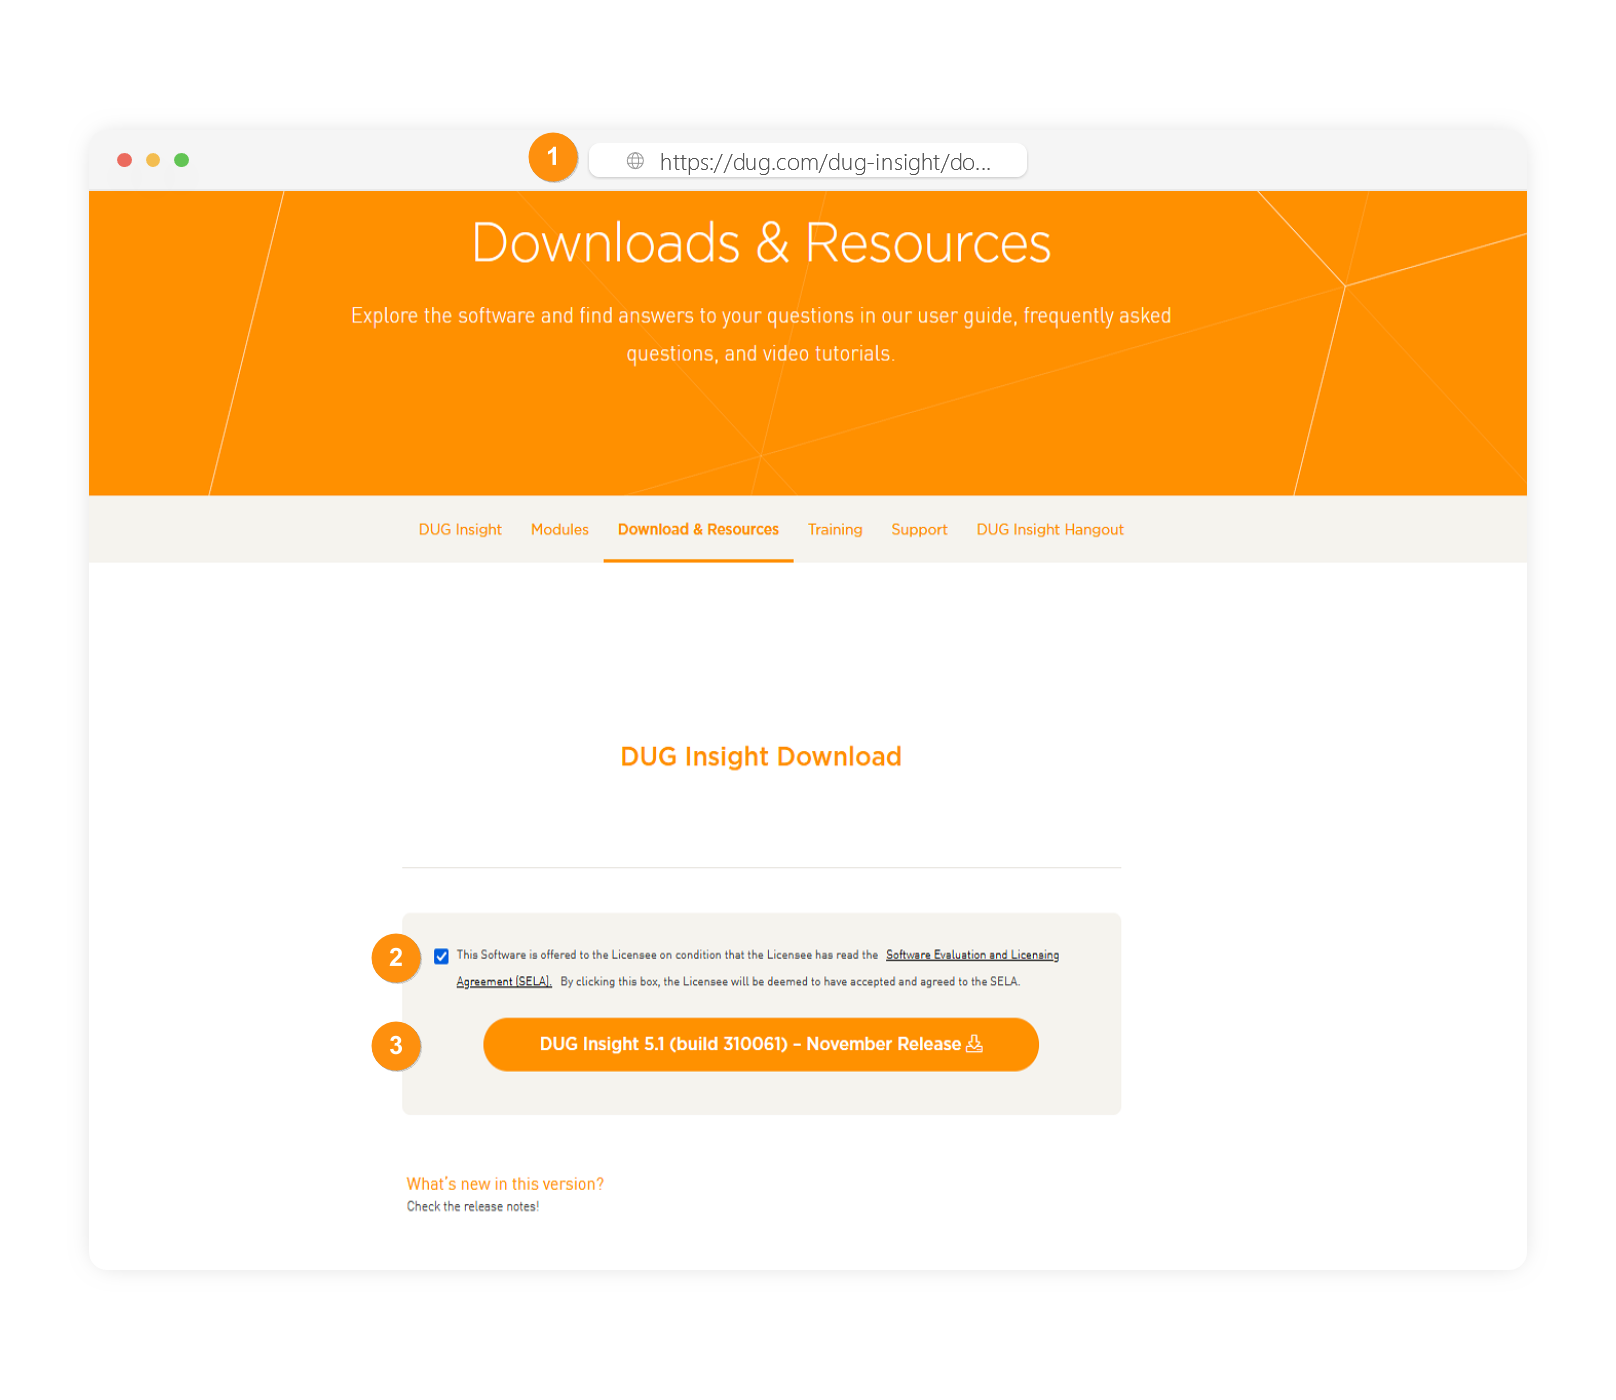 1 https://dug.com/dug-insight/do...
Downloads & Resources
Explore the software and find answers to your questions in our user guide, frequently asked
questions, and video tutorials.
DUG Insight Modules Download & Resources Training Support DUG Insight Hangout
DUG Insight Download
2 This Software is offered to the Licensee on condition that the Licensee has read the Software Evaluation and Licensing
Agreement (SELA). By clicking this box, the Licensee will be deemed to have accepted and agreed to the SELA.
3 DUG Insight 5.1 (build 310061) – November Release
What's new in this version?
Check the release notes!